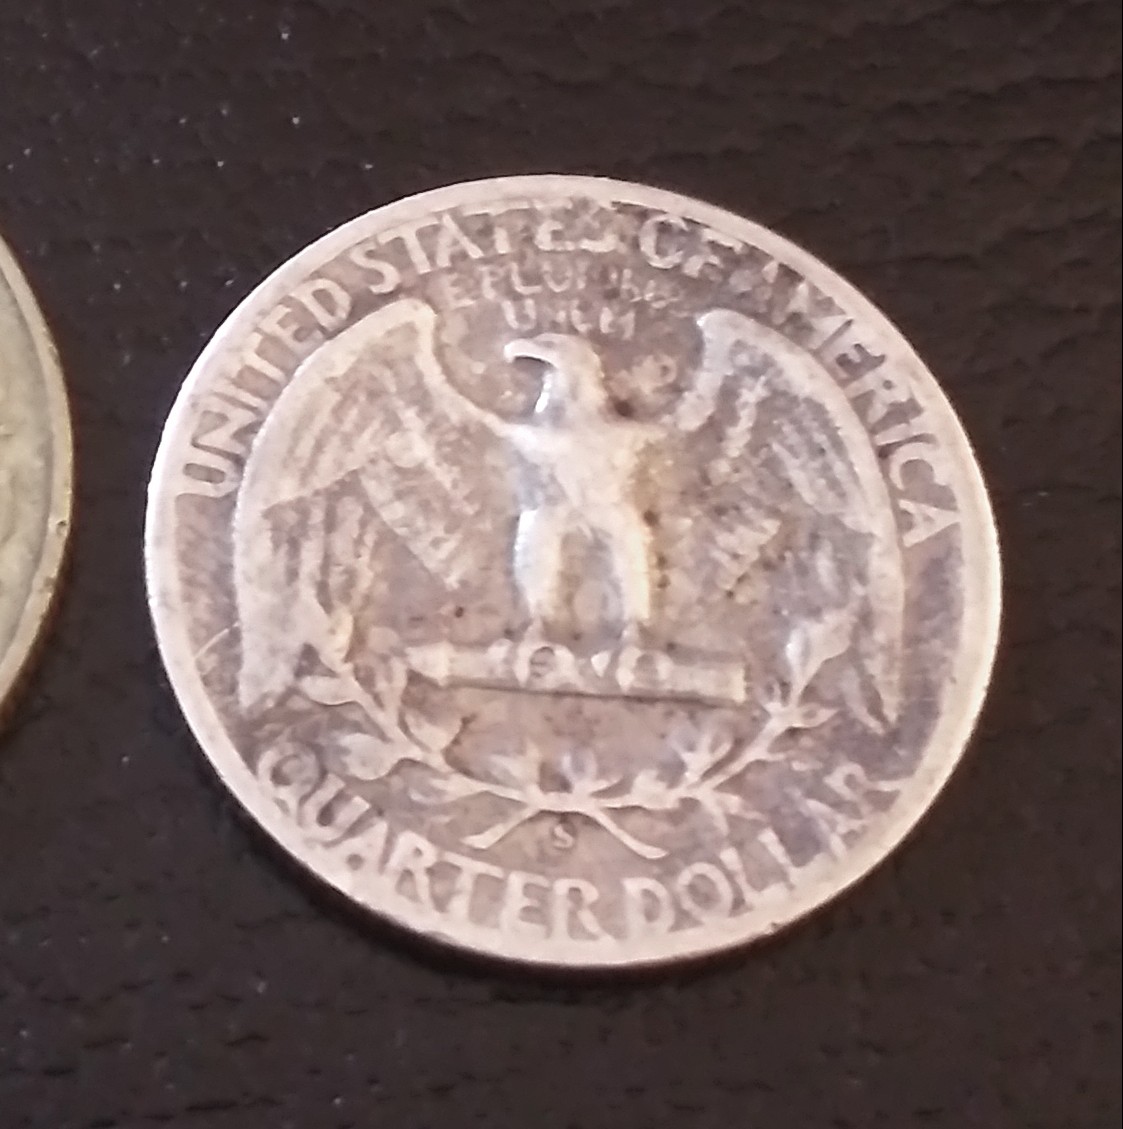 UNITED STATES OF AMERICA
E PLURIBUS
UNUM
S
QUARTER DOLLAR